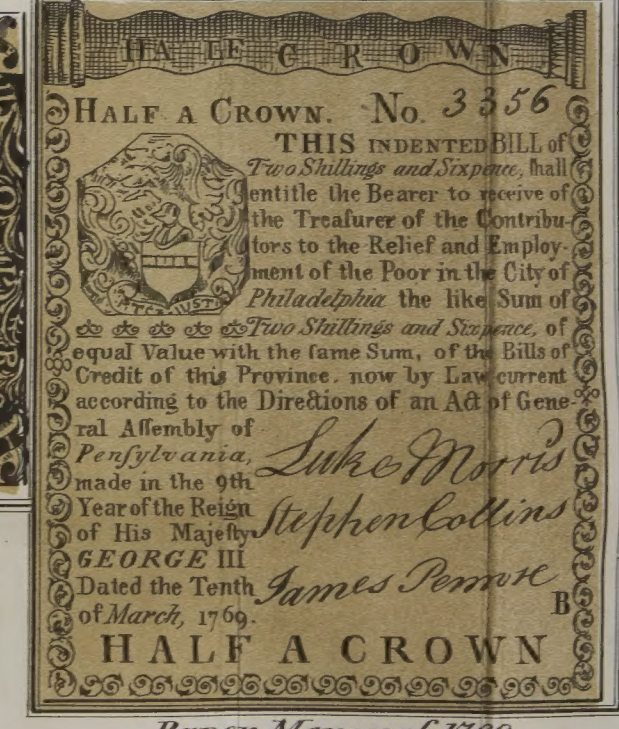 HALF CROWN
HALF A CROWN. No. 3356
THIS INDENTED BILL of
Two Shillings and Sixpence, ſhall
entitle the Bearer to receive of
the Treaſurer of the Contribu-
tors to the Relief and Employ-
ment of the Poor in the City of
Philadelphia the like Sum of
Two Shillings and Sixpence, of
equal Value with the ſame Sum, of the Bills of
Credit of this Province. now by Law current
according to the Directions of an Act of Gene-
ral Aſſembly of
Penſylvania,
made in the 9th
Year of the Reign
of His Majeſty
GEORGE III
Dated the Tenth
of March, 1769.
Luke Morris
Stephen Collins
James Penrose
B
HALF A CROWN